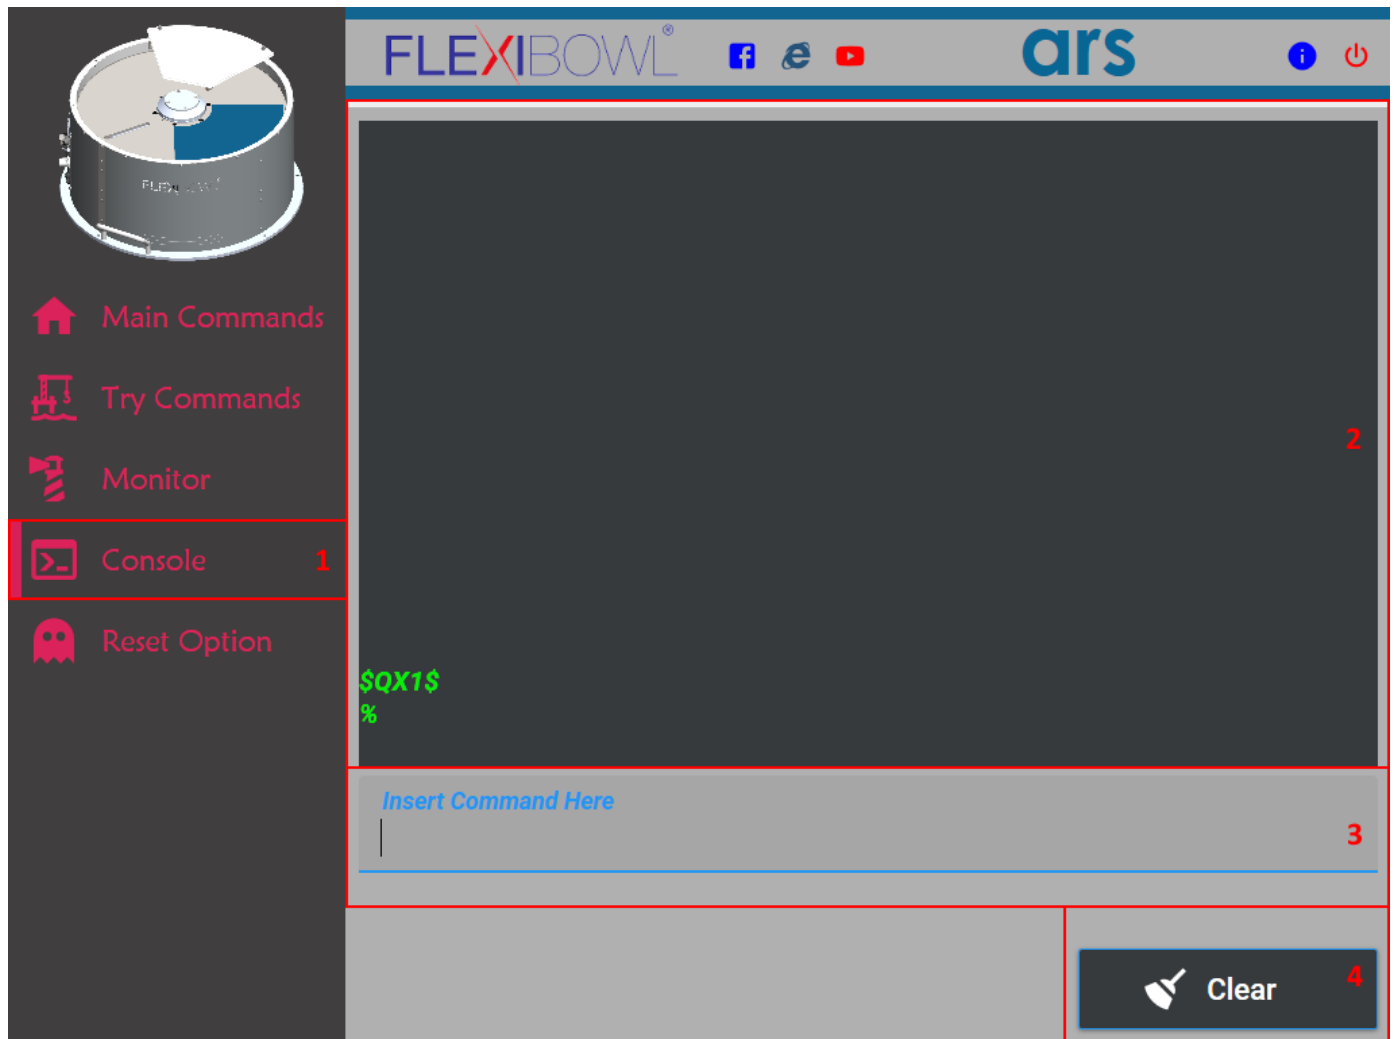 FLEXIBOWL®
ars
Main Commands
Try Commands
Monitor
Console 1
Reset Option
2
$QX1$
%
Insert Command Here
3
Clear 4